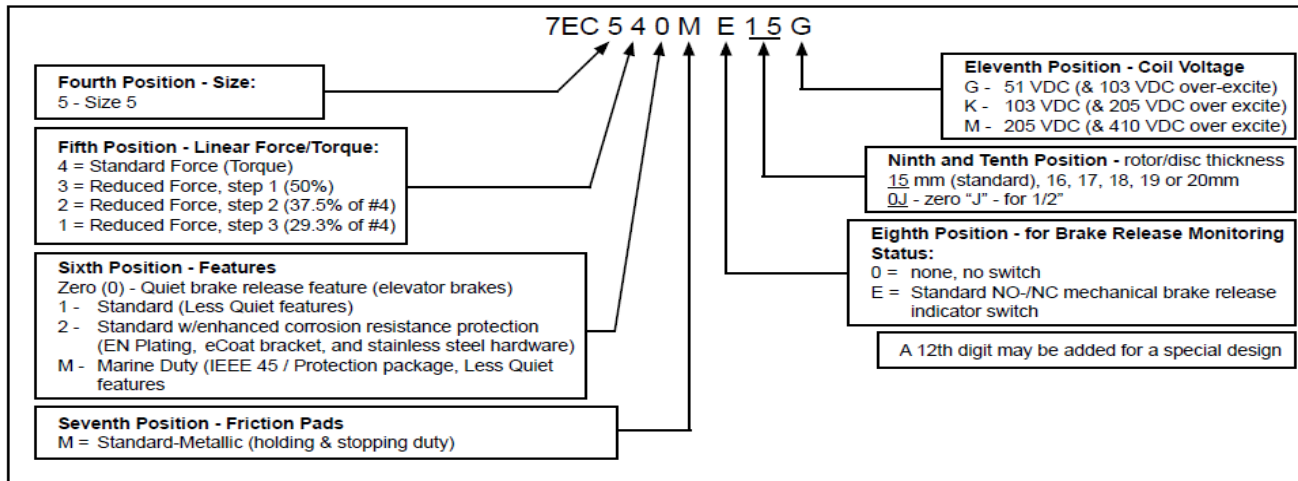 7EC 5 4 0 M E 15 G
Fourth Position - Size:
5 - Size 5
Fifth Position - Linear Force/Torque:
4 = Standard Force (Torque)
3 = Reduced Force, step 1 (50%)
2 = Reduced Force, step 2 (37.5% of #4)
1 = Reduced Force, step 3 (29.3% of #4)
Sixth Position - Features
Zero (0) - Quiet brake release feature (elevator brakes)
1 - Standard (Less Quiet features)
2 - Standard w/enhanced corrosion resistance protection
(EN Plating, eCoat bracket, and stainless steel hardware)
M - Marine Duty (IEEE 45 / Protection package, Less Quiet
features
Seventh Position - Friction Pads
M = Standard-Metallic (holding & stopping duty)
Eleventh Position - Coil Voltage
G - 51 VDC (& 103 VDC over-excite)
K - 103 VDC (& 205 VDC over excite)
M - 205 VDC (& 410 VDC over excite)
Ninth and Tenth Position - rotor/disc thickness
15 mm (standard), 16, 17, 18, 19 or 20mm
0J - zero “J” - for 1/2”
Eighth Position - for Brake Release Monitoring
Status:
0 = none, no switch
E = Standard NO-/NC mechanical brake release
indicator switch
A 12th digit may be added for a special design